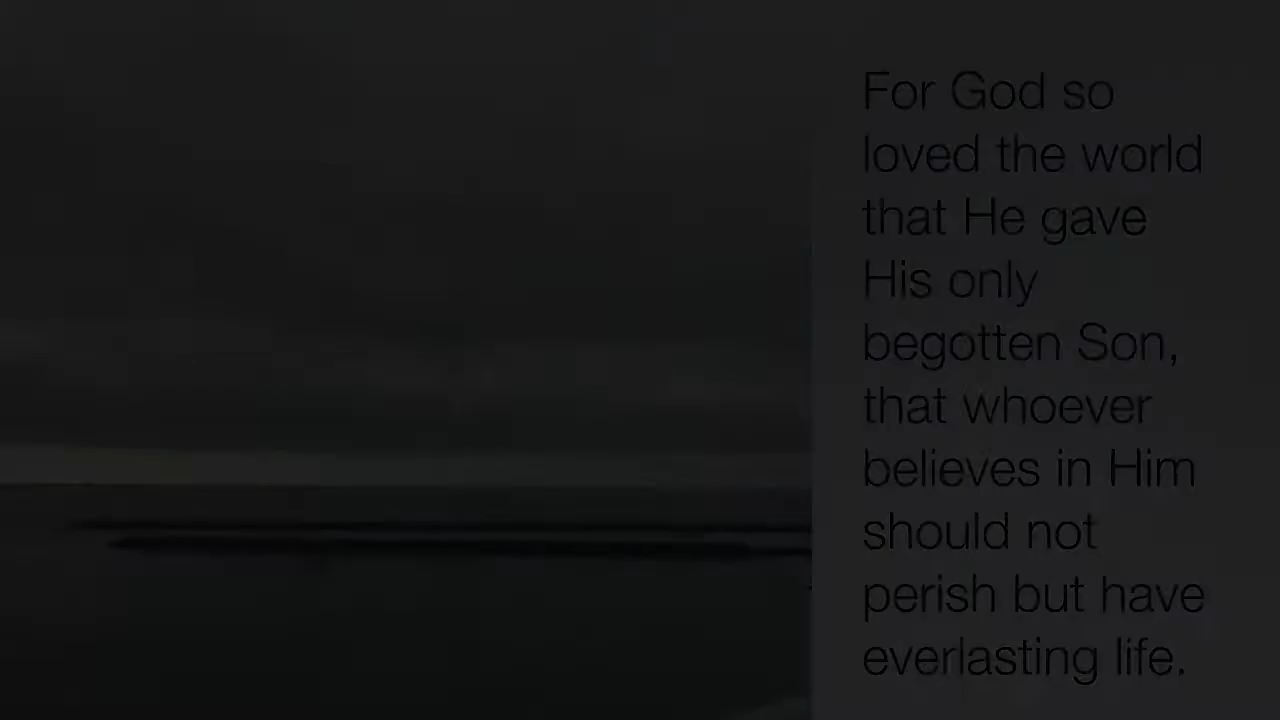 For God so
loved the world
that He gave
His only
begotten Son,
that whoever
believes in Him
should not
perish but have
everlasting life.